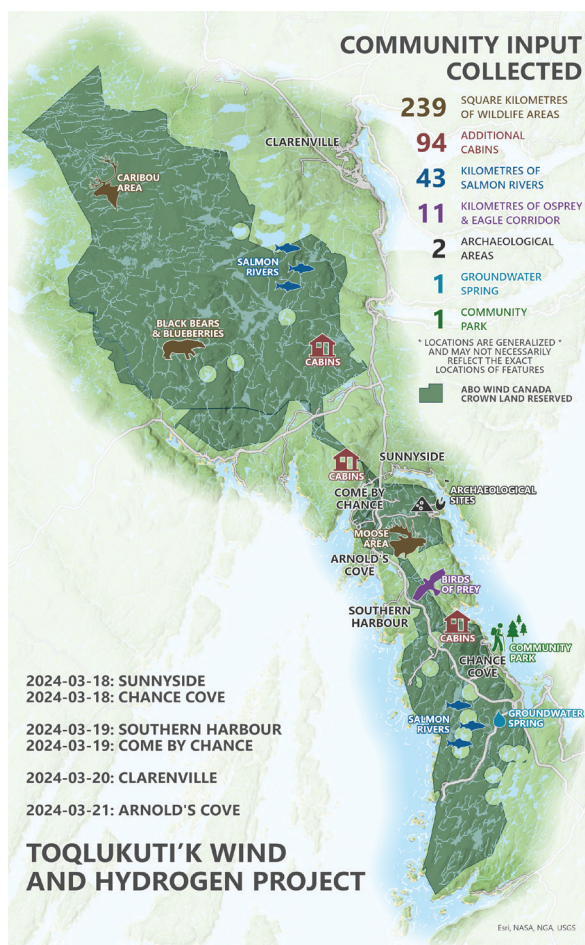 COMMUNITY INPUT
COLLECTED
239 SQUARE KILOMETRES
OF WILDLIFE AREAS
94 ADDITIONAL
CABINS
43 KILOMETRES OF
SALMON RIVERS
11 KILOMETRES OF OSPREY
& EAGLE CORRIDOR
2 ARCHAEOLOGICAL
AREAS
1 GROUNDWATER
SPRING
1 COMMUNITY
PARK
* LOCATIONS ARE GENERALIZED *
AND MAY NOT NECESSARILY
REFLECT THE EXACT
LOCATIONS OF FEATURES
ABO WIND CANADA
CROWN LAND RESERVED
CLARENVILLE
CARIBOU
AREA
SALMON
RIVERS
BLACK BEARS
& BLUEBERRIES
CABINS
SUNNYSIDE
CABINS
COME BY
CHANCE
ARCHAEOLOGICAL
SITES
MOOSE
AREA
ARNOLD'S
COVE
BIRDS
OF PREY
SOUTHERN
HARBOUR
CABINS
COMMUNITY
PARK
CHANCE
COVE
SALMON
RIVERS
GROUNDWATER
SPRING
2024-03-18: SUNNYSIDE
2024-03-18: CHANCE COVE
2024-03-19: SOUTHERN HARBOUR
2024-03-19: COME BY CHANCE
2024-03-20: CLARENVILLE
2024-03-21: ARNOLD'S COVE
TOQLUKUTI'K WIND
AND HYDROGEN PROJECT
Esri, NASA, NGA, USGS